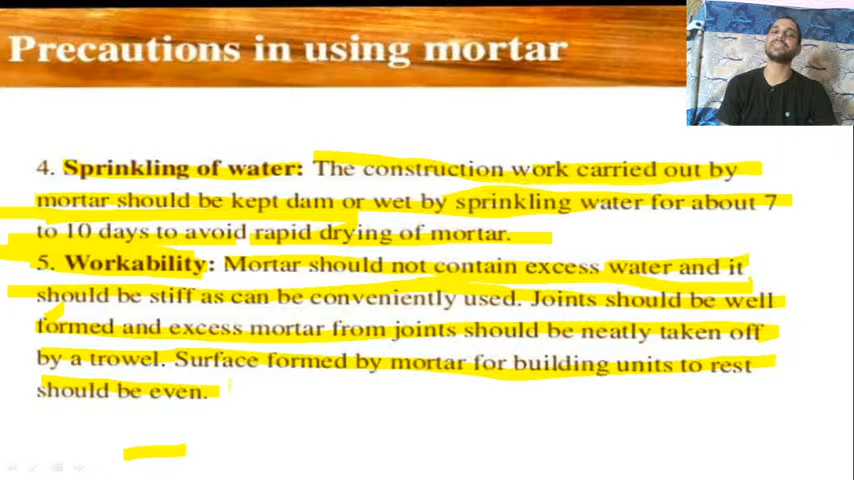 Precautions in using mortar
4. Sprinkling of water: The construction work carried out by
mortar should be kept dam or wet by sprinkling water for about 7
to 10 days to avoid rapid drying of mortar.
5. Workability: Mortar should not contain excess water and it
should be stiff as can be conveniently used. Joints should be well
formed and excess mortar from joints should be neatly taken off
by a trowel. Surface formed by mortar for building units to rest
should be even.